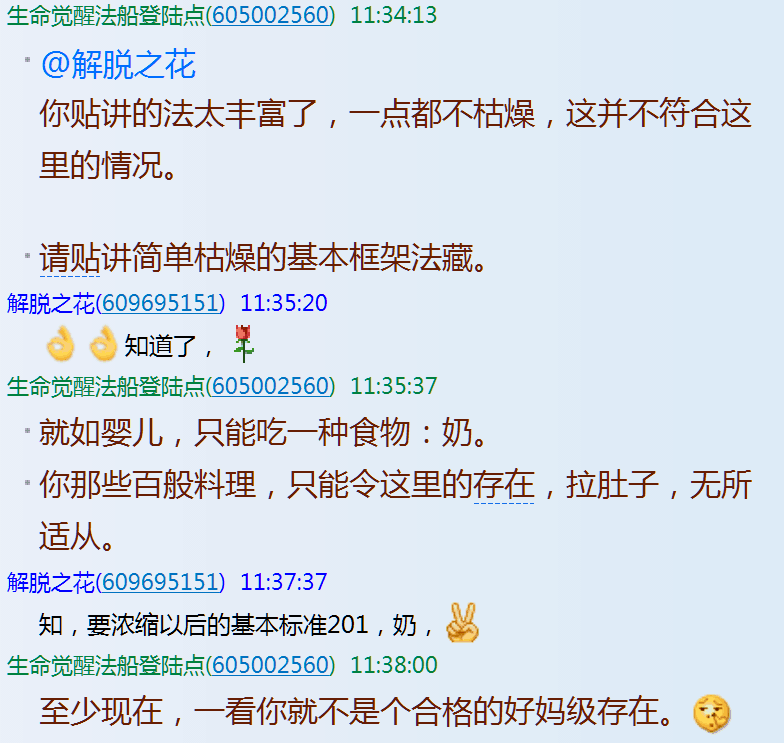 生命觉醒法船登陆点(605002560) 11:34:13
@解脱之花
你贴讲的法太丰富了，一点都不枯燥，这并不符合这
里的情况。
请贴讲简单枯燥的基本框架法藏。
解脱之花(609695151) 11:35:20
知道了，
生命觉醒法船登陆点(605002560) 11:35:37
就如婴儿，只能吃一种食物：奶。
你那些百般料理，只能令这里的存在，拉肚子，无所
适从。
解脱之花(609695151) 11:37:37
知，要浓缩以后的基本标准201，奶，
生命觉醒法船登陆点(605002560) 11:38:00
至少现在，一看你就不是个合格的好妈级存在。